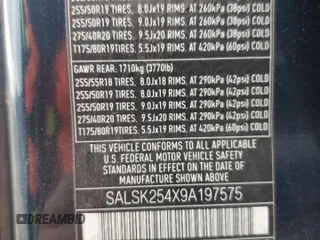 255/50R19 TIRES, 8.0Jx19 RIMS, AT 260kPa (38psi) COLD
255/50R19 TIRES, 9.0Jx19 RIMS, AT 260kPa (38psi) COLD
275/40R20 TIRES, 9.5Jx20 RIMS, AT 260kPa (38psi) COLD
T175/80R19TIRES, 5.5Jx19 RIMS, AT 420kPa (60psi) COLD
GAWR REAR: 1710kg (3770lb)
255/55R18 TIRES, 8.0Jx18 RIMS, AT 290kPa (42psi) COLD
255/50R19 TIRES, 8.0Jx19 RIMS, AT 290kPa (42psi) COLD
255/50R19 TIRES, 9.0Jx19 RIMS, AT 290kPa (42psi) COLD
275/40R20 TIRES, 9.5Jx20 RIMS, AT 290kPa (42psi) COLD
T175/80R19TIRES, 5.5Jx19 RIMS, AT 420kPa (60psi) COLD
THIS VEHICLE CONFORMS TO ALL APPLICABLE
U.S. FEDERAL MOTOR VEHICLE SAFETY
STANDARDS IN EFFECT ON THE DATE OF
MANUFACTURE SHOWN ABOVE
SALSK254X9A197575
©DREAMBID